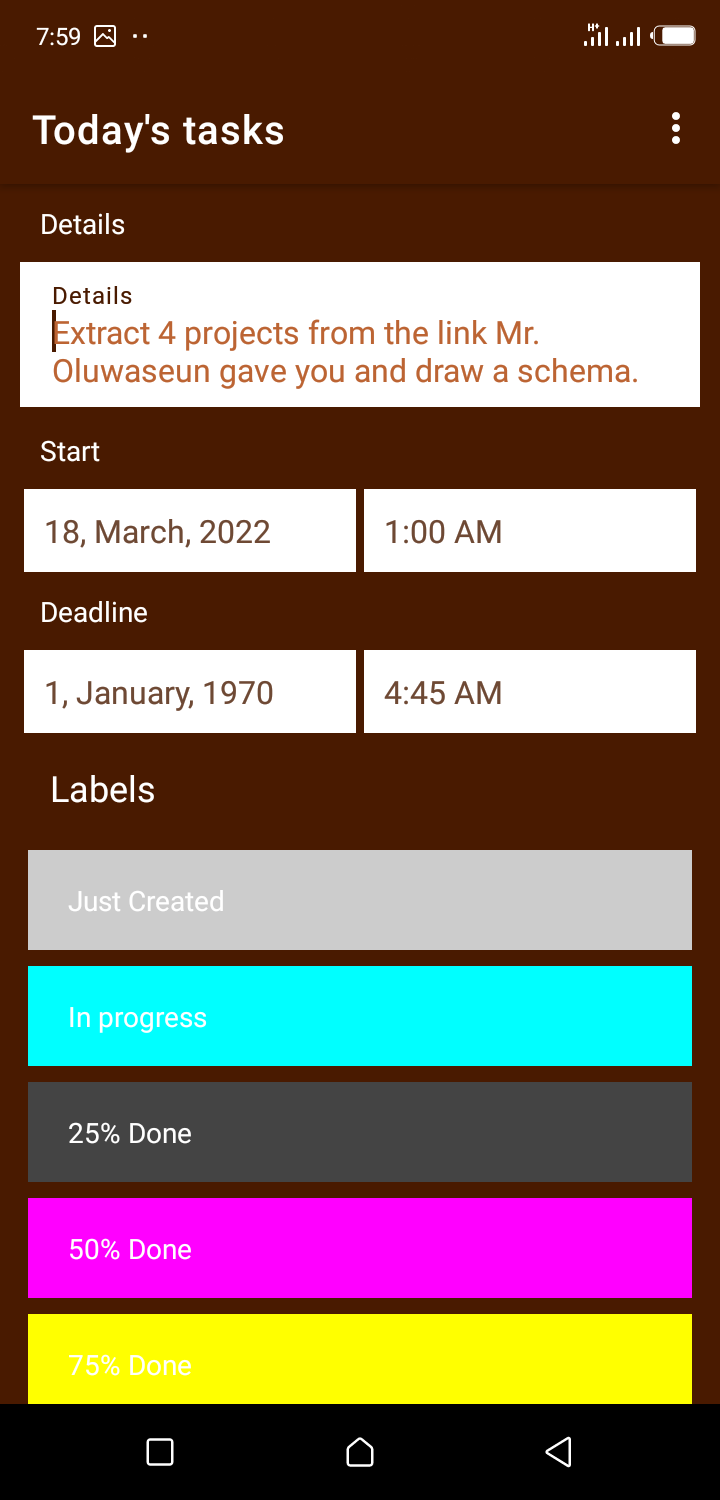 7:59
H+
Today's tasks
Details
Details
Extract 4 projects from the link Mr.
Oluwaseun gave you and draw a schema.
Start
18, March, 2022 1:00 AM
Deadline
1, January, 1970 4:45 AM
Labels
Just Created
In progress
25% Done
50% Done
75% Done